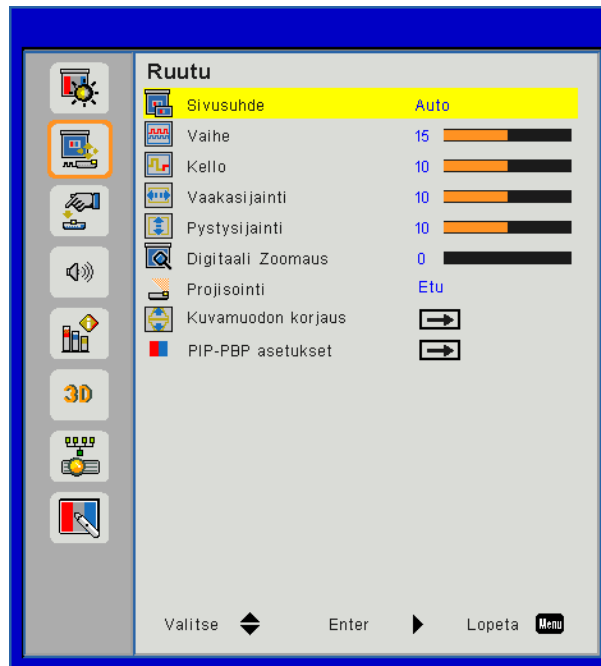 Ruutu
Sivusuhde Auto
Vaihe 15
Kello 10
Vaakasijainti 10
Pystysijainti 10
Digitaali Zoomaus 0
Projisointi Etu
Kuvamuodon korjaus
PIP-PBP asetukset
3D
Valitse Enter Lopeta Menu